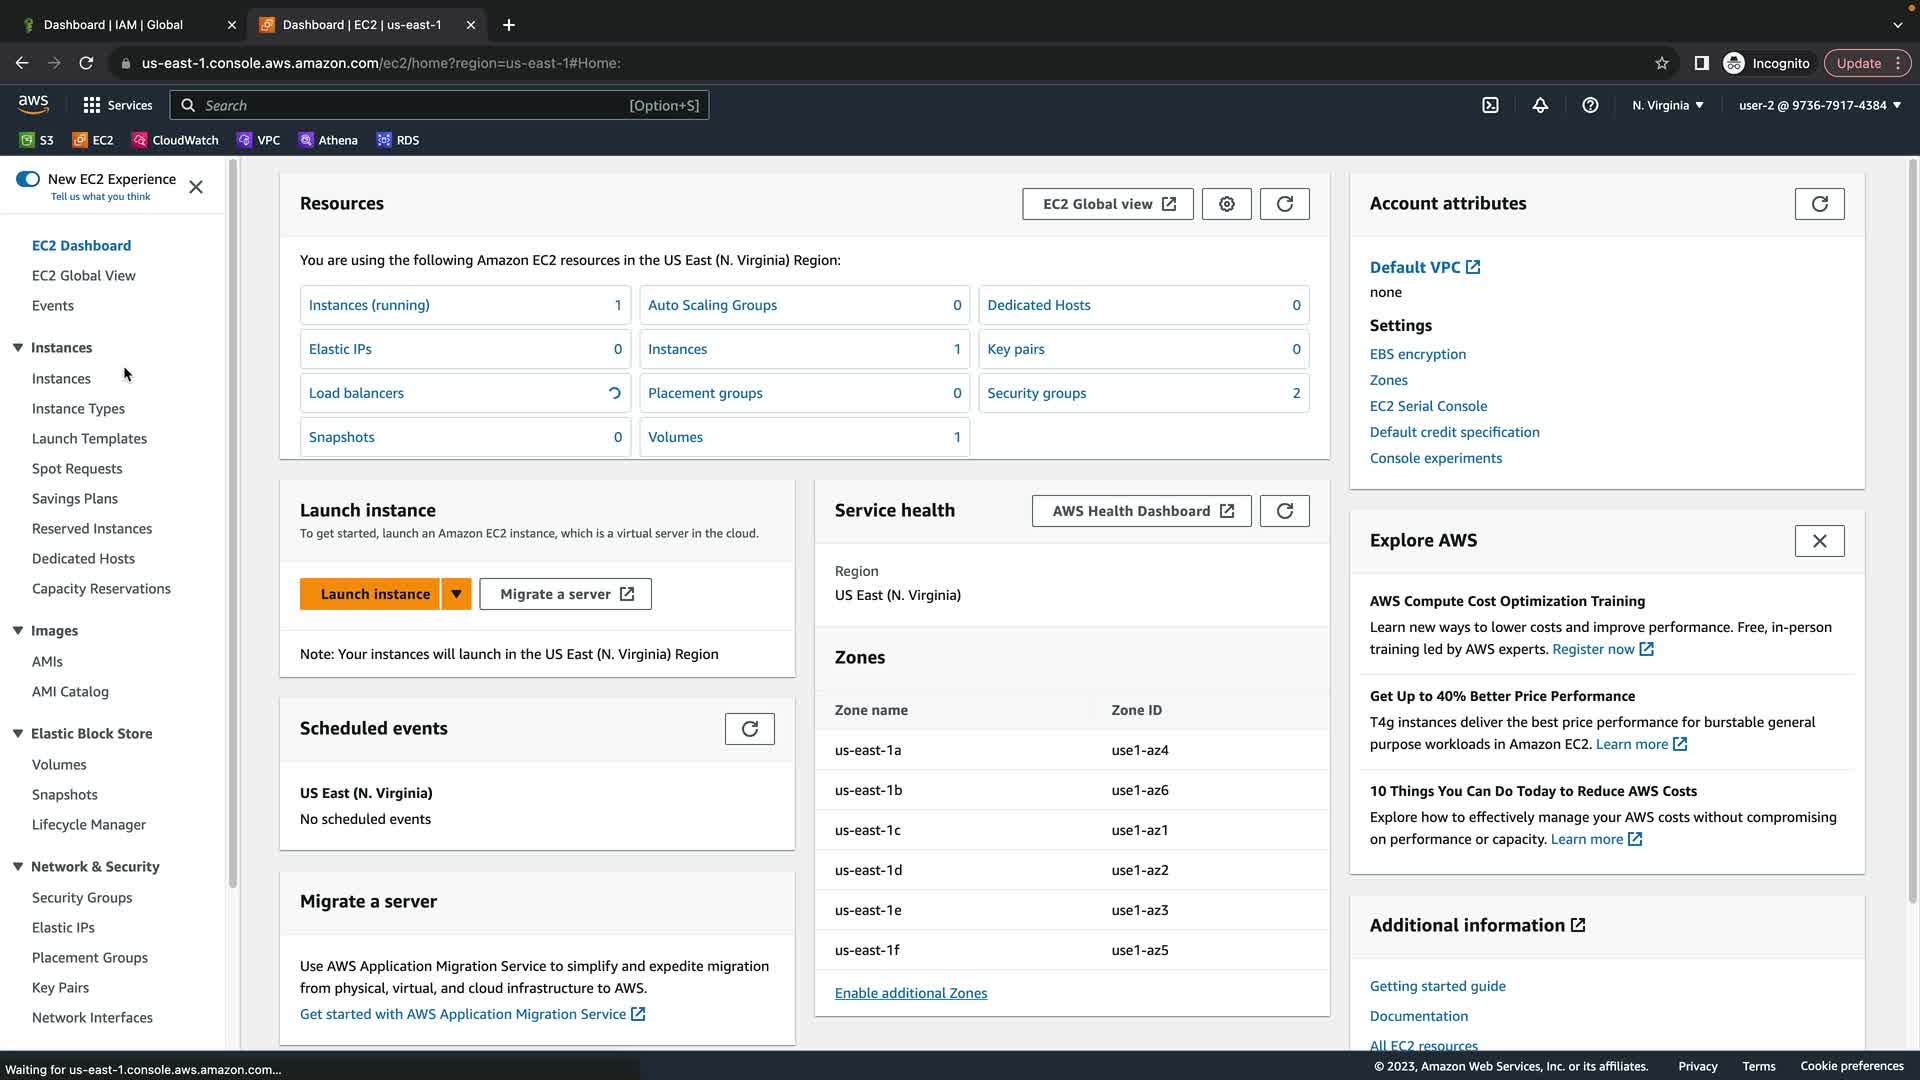 Dashboard | IAM | Global
Dashboard | EC2 | us-east-1
us-east-1.console.aws.amazon.com/ec2/home?region=us-east-1#Home:
Incognito
Update
aws
Services
Search
[Option+S]
N. Virginia
user-2 @ 9736-7917-4384
S3
EC2
CloudWatch
VPC
Athena
RDS
New EC2 Experience
Tell us what you think
EC2 Dashboard
EC2 Global View
Events
Instances
Instances
Instance Types
Launch Templates
Spot Requests
Savings Plans
Reserved Instances
Dedicated Hosts
Capacity Reservations
Images
AMIs
AMI Catalog
Elastic Block Store
Volumes
Snapshots
Lifecycle Manager
Network & Security
Security Groups
Elastic IPs
Placement Groups
Key Pairs
Network Interfaces
Resources
EC2 Global view
You are using the following Amazon EC2 resources in the US East (N. Virginia) Region:
Instances (running) 1
Auto Scaling Groups 0
Dedicated Hosts 0
Elastic IPs 0
Instances 1
Key pairs 0
Load balancers
Placement groups 0
Security groups 2
Snapshots 0
Volumes 1
Launch instance
To get started, launch an Amazon EC2 instance, which is a virtual server in the cloud.
Launch instance
Migrate a server
Note: Your instances will launch in the US East (N. Virginia) Region
Scheduled events
US East (N. Virginia)
No scheduled events
Migrate a server
Use AWS Application Migration Service to simplify and expedite migration
from physical, virtual, and cloud infrastructure to AWS.
Get started with AWS Application Migration Service
Service health
AWS Health Dashboard
Region
US East (N. Virginia)
Zones
Zone name Zone ID
us-east-1a use1-az4
us-east-1b use1-az6
us-east-1c use1-az1
us-east-1d use1-az2
us-east-1e use1-az3
us-east-1f use1-az5
Enable additional Zones
Account attributes
Default VPC
none
Settings
EBS encryption
Zones
EC2 Serial Console
Default credit specification
Console experiments
Explore AWS
AWS Compute Cost Optimization Training
Learn new ways to lower costs and improve performance. Free, in-person
training led by AWS experts. Register now
Get Up to 40% Better Price Performance
T4g instances deliver the best price performance for burstable general
purpose workloads in Amazon EC2. Learn more
10 Things You Can Do Today to Reduce AWS Costs
Explore how to effectively manage your AWS costs without compromising
on performance or capacity. Learn more
Additional information
Getting started guide
Documentation
All EC2 resources
Waiting for us-east-1.console.aws.amazon.com...
© 2023, Amazon Web Services, Inc. or its affiliates.
Privacy
Terms
Cookie preferences